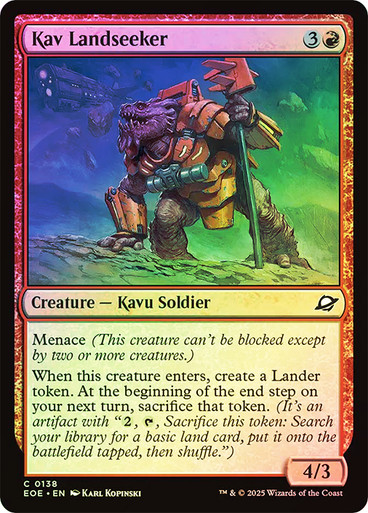 Kav Landseeker 3
Creature — Kavu Soldier
Menace (This creature can't be blocked except
by two or more creatures.)
When this creature enters, create a Lander
token. At the beginning of the end step on
your next turn, sacrifice that token. (It's an
artifact with “2, , Sacrifice this token: Search
your library for a basic land card, put it onto the
battlefield tapped, then shuffle.”)
4/3
C 0138
EOE • EN Karl Kopinski
™ & © 2025 Wizards of the Coast